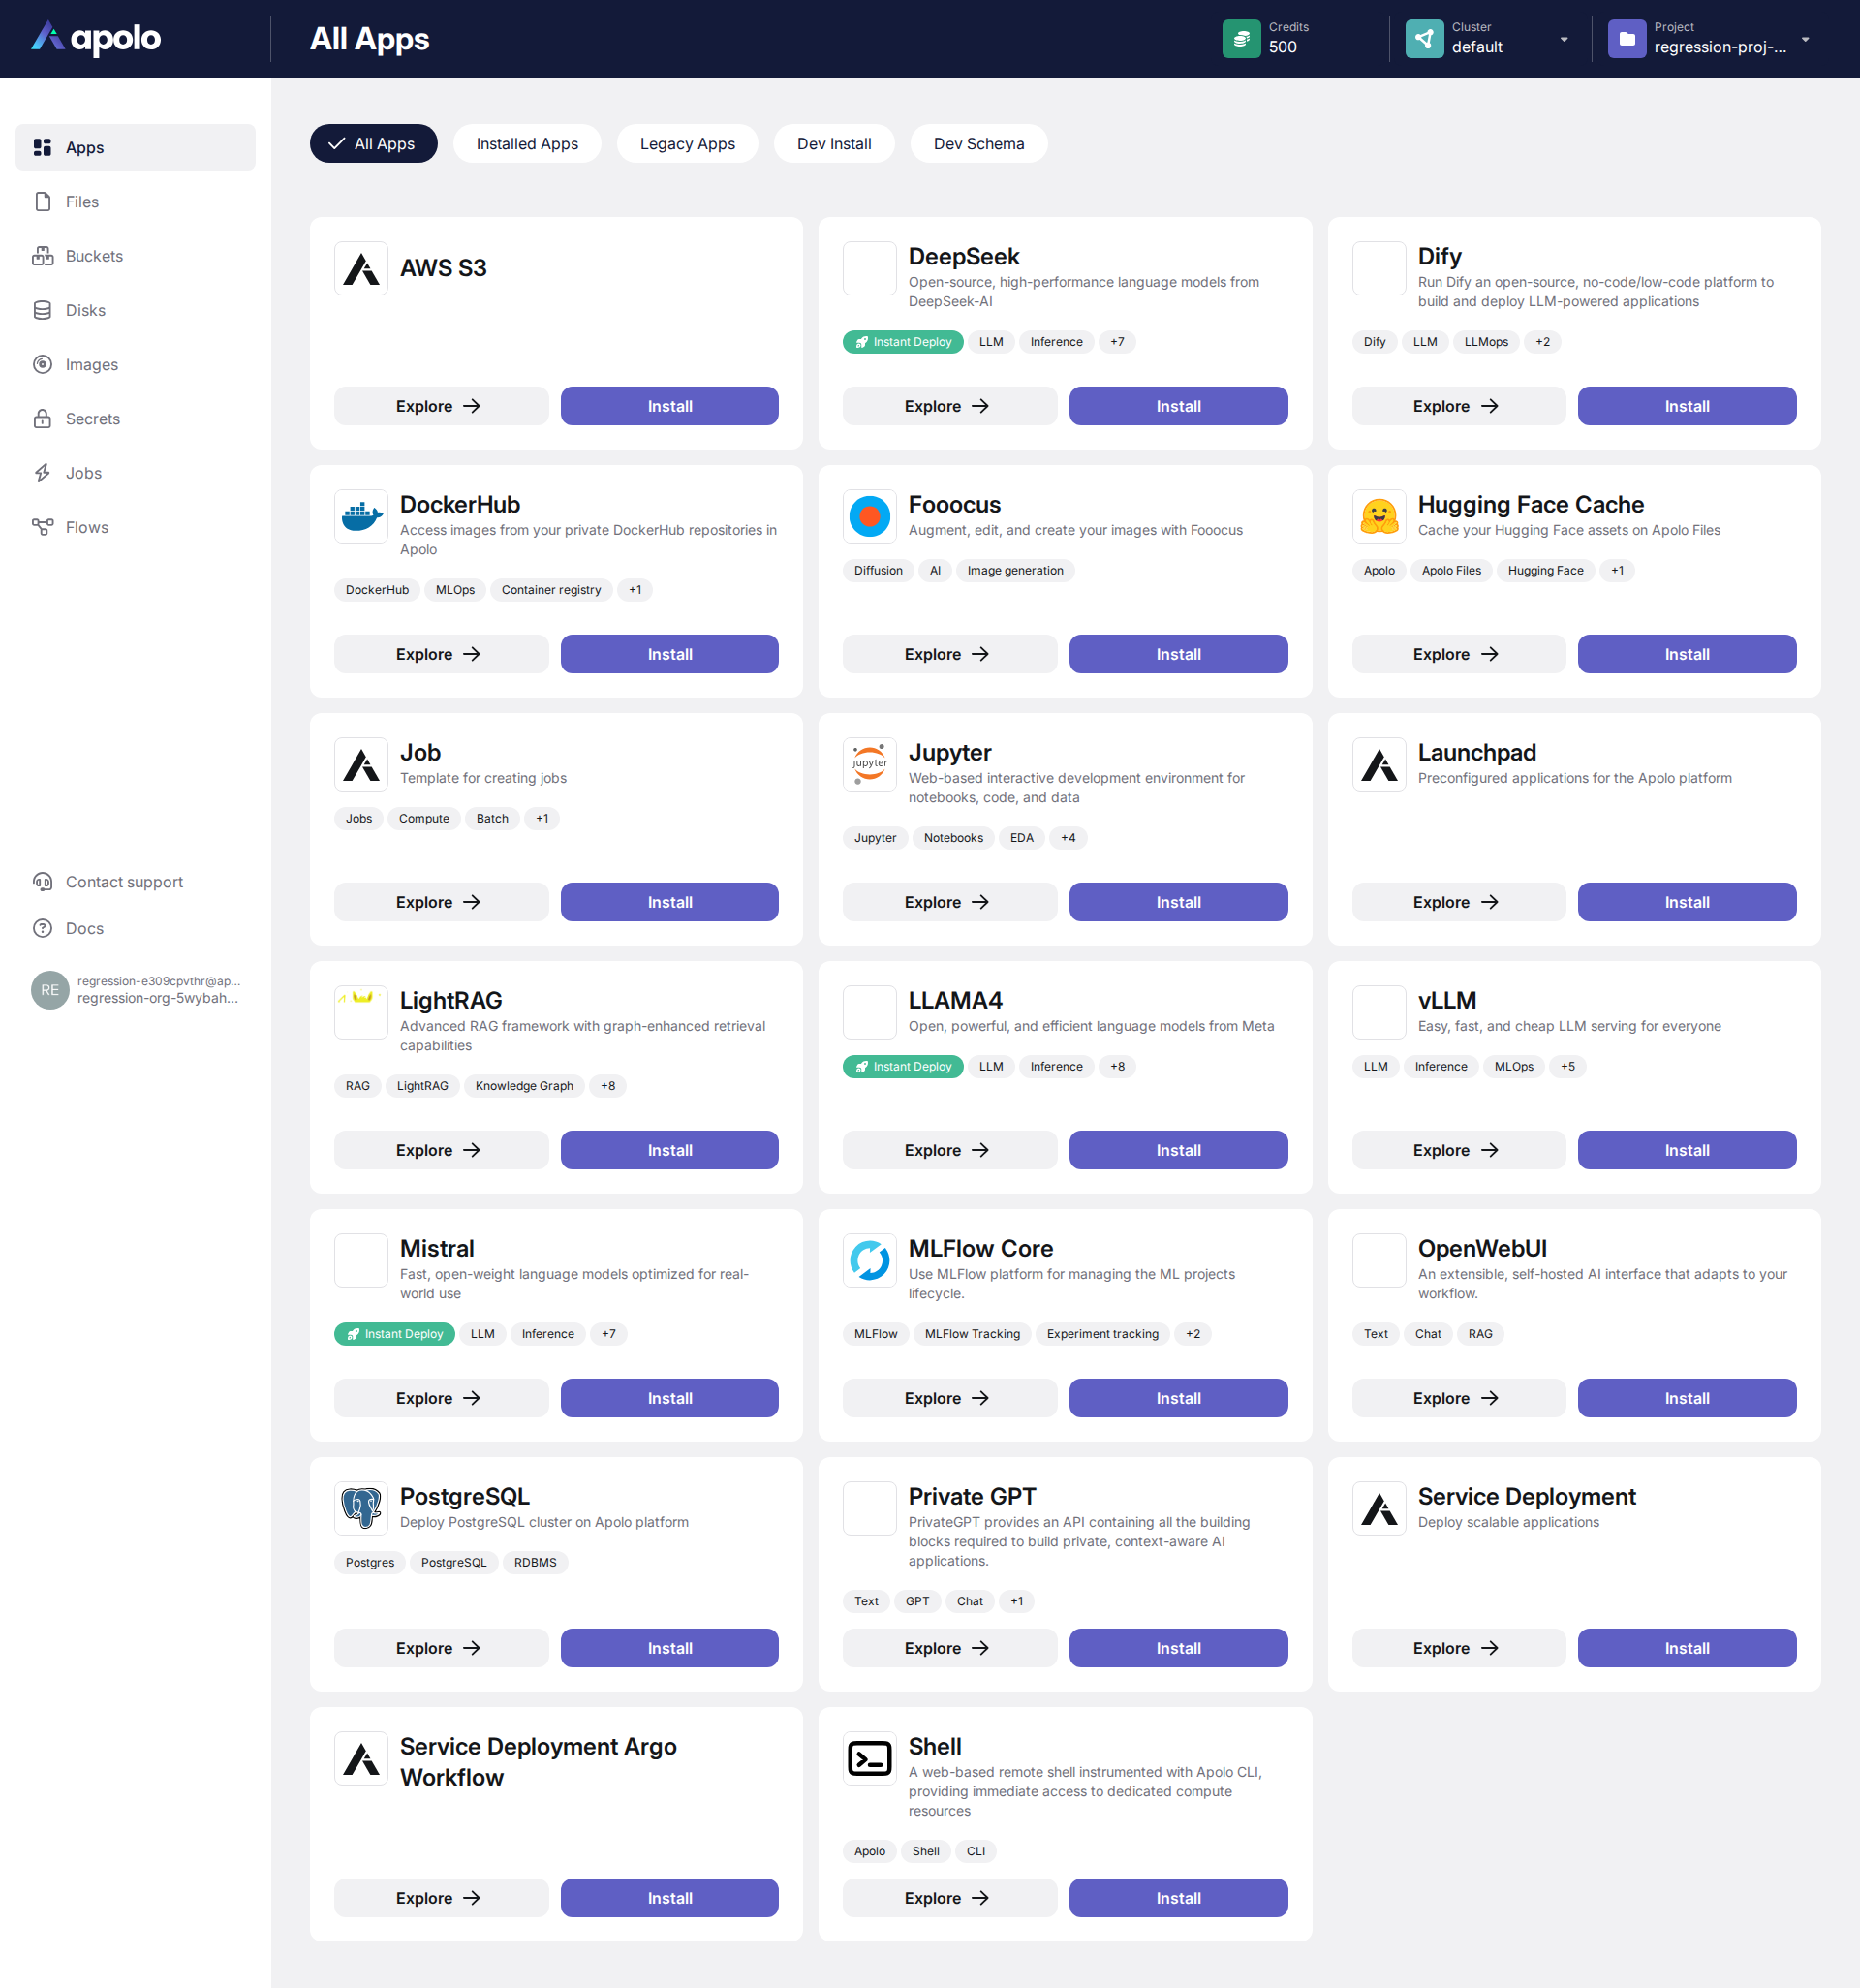 apolo
All Apps
Credits
500
Cluster
default
Project
regression-proj-...
Apps
Files
Buckets
Disks
Images
Secrets
Jobs
Flows
Contact support
Docs
RE
regression-e309cpvthr@ap...
regression-org-5wybah...
All Apps
Installed Apps
Legacy Apps
Dev Install
Dev Schema
AWS S3
Explore
Install
DeepSeek
Open-source, high-performance language models from
DeepSeek-AI
Instant Deploy LLM Inference +7
Explore
Install
Dify
Run Dify an open-source, no-code/low-code platform to
build and deploy LLM-powered applications
Dify LLM LLMops +2
Explore
Install
DockerHub
Access images from your private DockerHub repositories in
Apolo
DockerHub MLOps Container registry +1
Explore
Install
Fooocus
Augment, edit, and create your images with Fooocus
Diffusion AI Image generation
Explore
Install
Hugging Face Cache
Cache your Hugging Face assets on Apolo Files
Apolo Apolo Files Hugging Face +1
Explore
Install
Job
Template for creating jobs
Jobs Compute Batch +1
Explore
Install
jupyter
Jupyter
Web-based interactive development environment for
notebooks, code, and data
Jupyter Notebooks EDA +4
Explore
Install
Launchpad
Preconfigured applications for the Apolo platform
Explore
Install
LightRAG
Advanced RAG framework with graph-enhanced retrieval
capabilities
RAG LightRAG Knowledge Graph +8
Explore
Install
LLAMA4
Open, powerful, and efficient language models from Meta
Instant Deploy LLM Inference +8
Explore
Install
vLLM
Easy, fast, and cheap LLM serving for everyone
LLM Inference MLOps +5
Explore
Install
Mistral
Fast, open-weight language models optimized for real-
world use
Instant Deploy LLM Inference +7
Explore
Install
MLFlow Core
Use MLFlow platform for managing the ML projects
lifecycle.
MLFlow MLFlow Tracking Experiment tracking +2
Explore
Install
OpenWebUI
An extensible, self-hosted AI interface that adapts to your
workflow.
Text Chat RAG
Explore
Install
PostgreSQL
Deploy PostgreSQL cluster on Apolo platform
Postgres PostgreSQL RDBMS
Explore
Install
Private GPT
PrivateGPT provides an API containing all the building
blocks required to build private, context-aware AI
applications.
Text GPT Chat +1
Explore
Install
Service Deployment
Deploy scalable applications
Explore
Install
Service Deployment Argo
Workflow
Explore
Install
Shell
A web-based remote shell instrumented with Apolo CLI,
providing immediate access to dedicated compute
resources
Apolo Shell CLI
Explore
Install